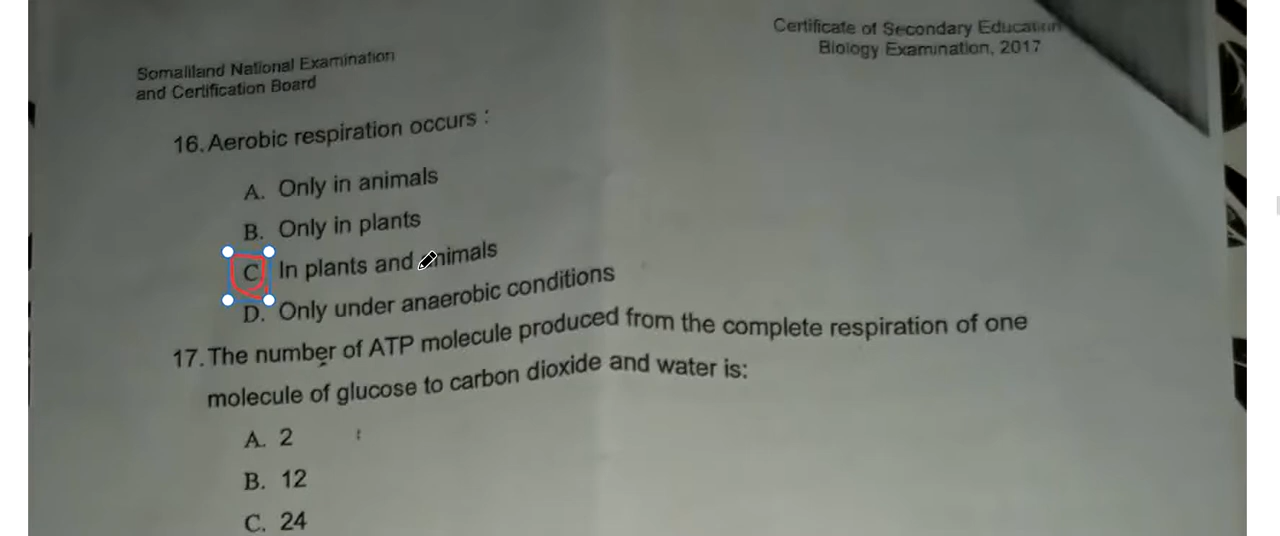 Somaliland National Examination
and Certification Board
Certificate of Secondary Education
Biology Examination, 2017
16. Aerobic respiration occurs :
A. Only in animals
B. Only in plants
C In plants and animals
D. Only under anaerobic conditions
17. The number of ATP molecule produced from the complete respiration of one
molecule of glucose to carbon dioxide and water is:
A. 2
B. 12
C. 24